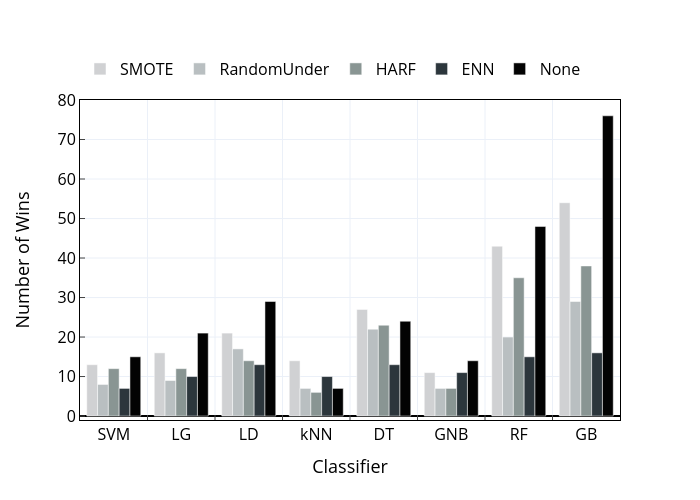 SMOTE RandomUnder HARF ENN None
80
70
60
50
40
30
20
10
0
Number of Wins
SVM LG LD kNN DT GNB RF GB
Classifier